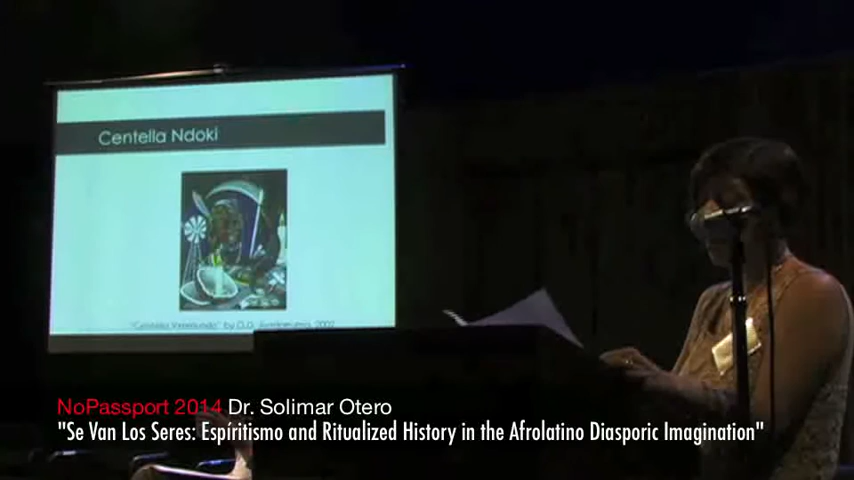 Centella Ndoki
NoPassport 2014 Dr. Solimar Otero
"Se Van Los Seres: Espíritismo and Ritualized History in the Afrolatino Diasporic Imagination"